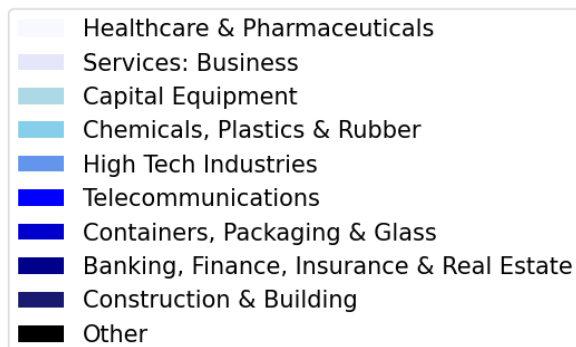 Healthcare & Pharmaceuticals
Services: Business
Capital Equipment
Chemicals, Plastics & Rubber
High Tech Industries
Telecommunications
Containers, Packaging & Glass
Banking, Finance, Insurance & Real Estate
Construction & Building
Other